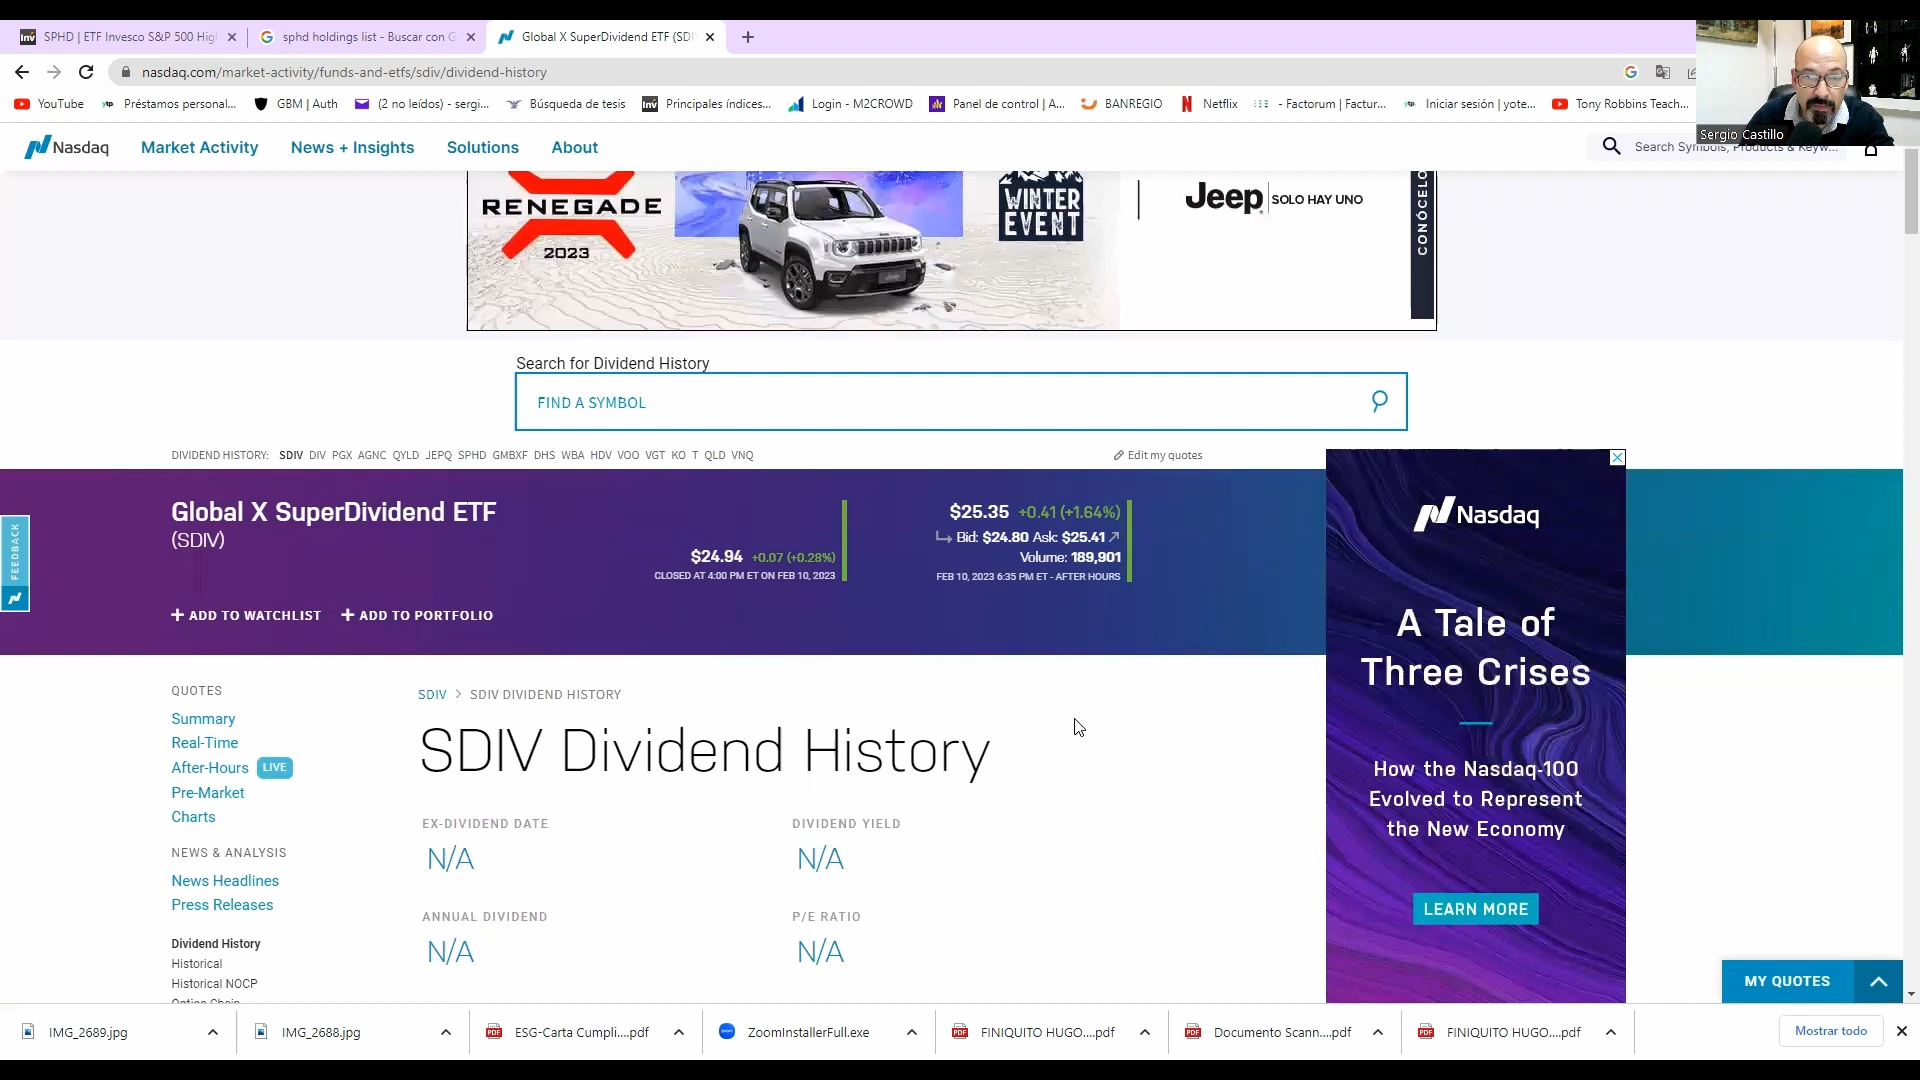 SPHD | ETF Invesco S&P 500 Hig
sphd holdings list - Buscar con G
Global X SuperDividend ETF (SDI
nasdaq.com/market-activity/funds-and-etfs/sdiv/dividend-history
YouTube
Préstamos personal...
GBM | Auth
(2 no leídos) - sergi...
Búsqueda de tesis
Principales índices...
Login - M2CROWD
Panel de control | A...
BANREGIO
Netflix
- Factorum | Factur...
Iniciar sesión | yote...
Tony Robbins Teach...
Sergio Castillo
Nasdaq
Market Activity
News + Insights
Solutions
About
Search Symbols, Products & Keyw...
RENEGADE
2023
WINTER
EVENT
Jeep
SOLO HAY UNO
CONÓCELO
Search for Dividend History
FIND A SYMBOL
DIVIDEND HISTORY: SDIV DIV PGX AGNC QYLD JEPQ SPHD GMBXF DHS WBA HDV VOO VGT KO T QLD VNQ
Edit my quotes
Global X SuperDividend ETF
(SDIV)
$24.94 +0.07 (+0.28%)
CLOSED AT 4:00 PM ET ON FEB 10, 2023
$25.35 +0.41 (+1.64%)
Bid: $24.80 Ask: $25.41
Volume: 189,901
FEB 10, 2023 6:35 PM ET - AFTER HOURS
+ ADD TO WATCHLIST + ADD TO PORTFOLIO
FEEDBACK
Nasdaq
A Tale of
Three Crises
How the Nasdaq-100
Evolved to Represent
the New Economy
LEARN MORE
QUOTES
Summary
Real-Time
After-Hours LIVE
Pre-Market
Charts
NEWS & ANALYSIS
News Headlines
Press Releases
Dividend History
Historical
Historical NOCP
Option Chain
SDIV > SDIV DIVIDEND HISTORY
SDIV Dividend History
EX-DIVIDEND DATE
N/A
DIVIDEND YIELD
N/A
ANNUAL DIVIDEND
N/A
P/E RATIO
N/A
MY QUOTES
IMG_2689.jpg
IMG_2688.jpg
ESG-Carta Cumpli....pdf
ZoomInstallerFull.exe
FINIQUITO HUGO....pdf
Documento Scann....pdf
FINIQUITO HUGO....pdf
Mostrar todo